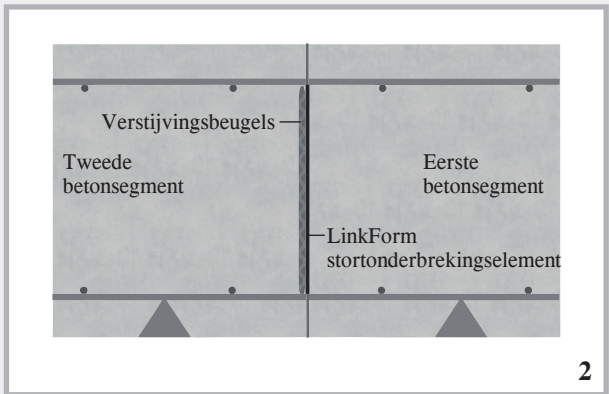 Verstijvingsbeugels
Tweede
betonsegment
Eerste
betonsegment
LinkForm
stortonderbrekingselement
2